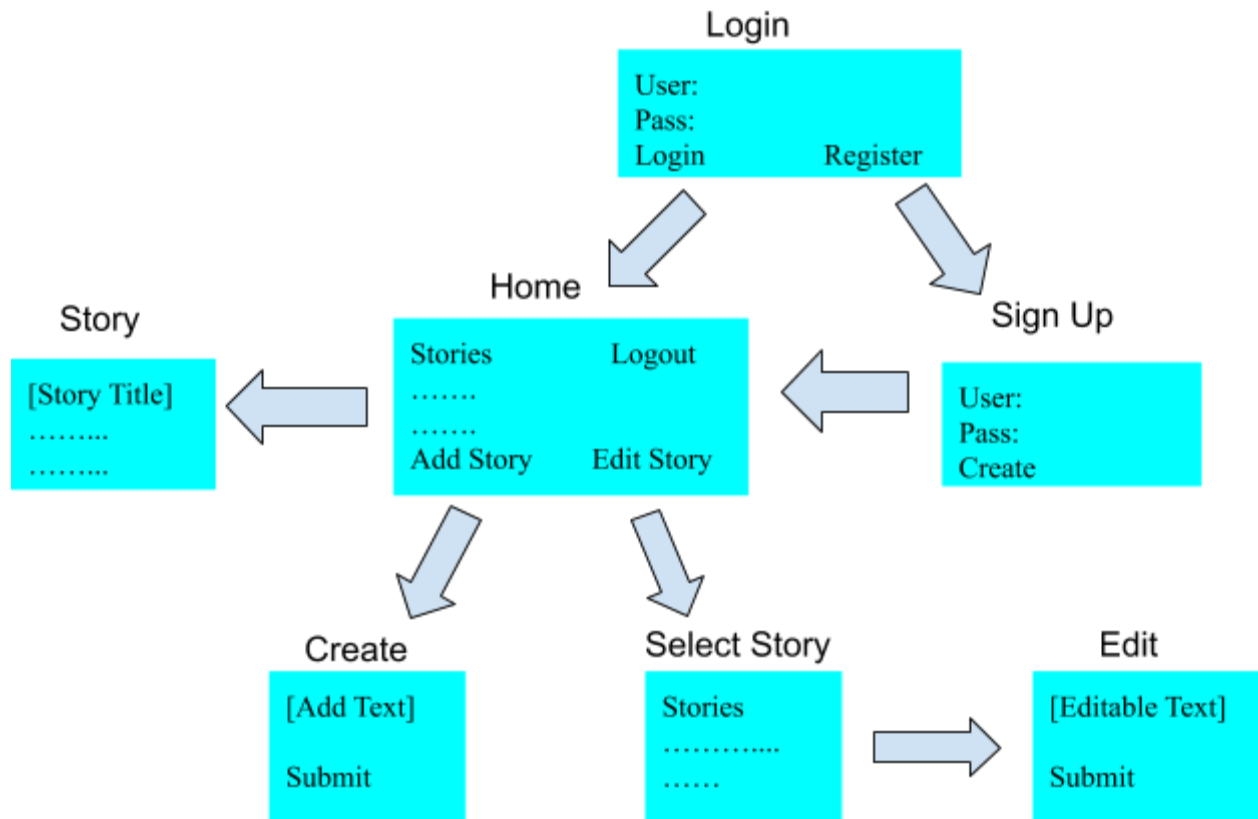 Login
User:
Pass:
Login Register
Home
Stories Logout
…….
…….
Add Story Edit Story
Story
[Story Title]
……...
……...
Sign Up
User:
Pass:
Create
Create
[Add Text]
Submit
Select Story
Stories
………....
……
Edit
[Editable Text]
Submit